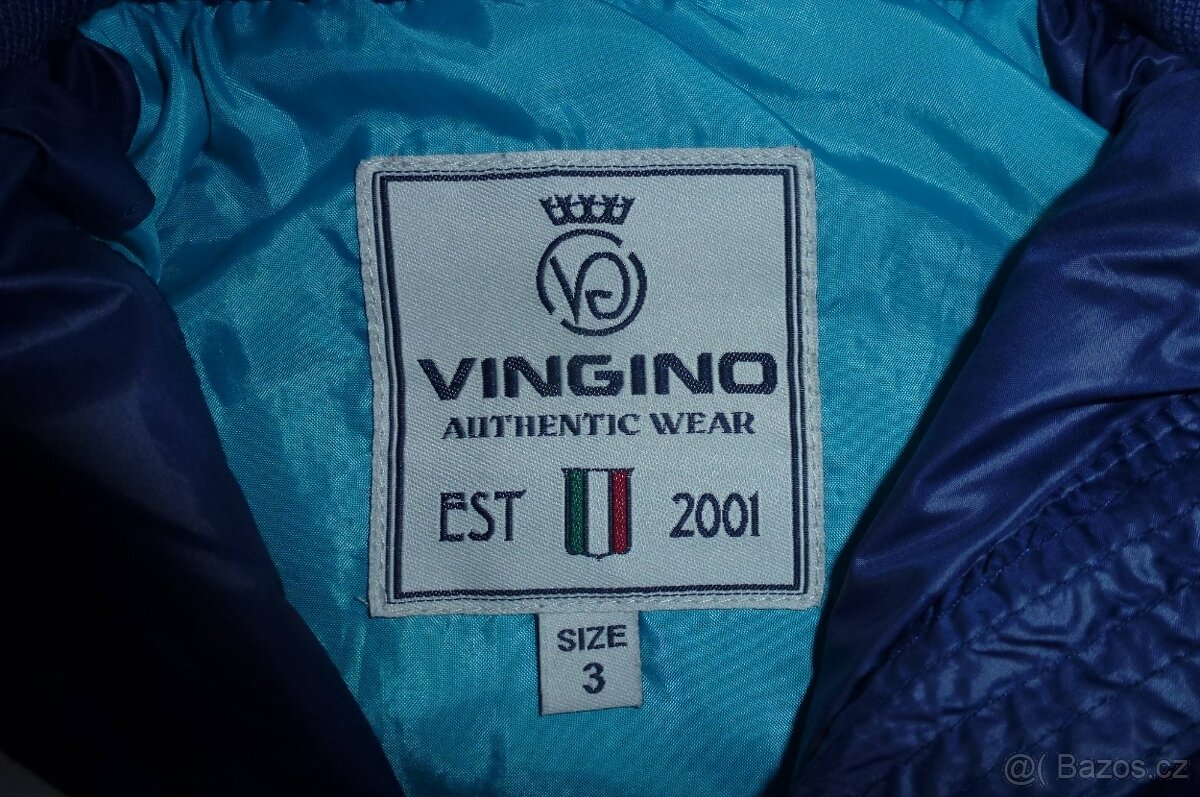 VG
VINGINO
AUTHENTIC WEAR
EST 2001
SIZE
3
@( Bazos.cz